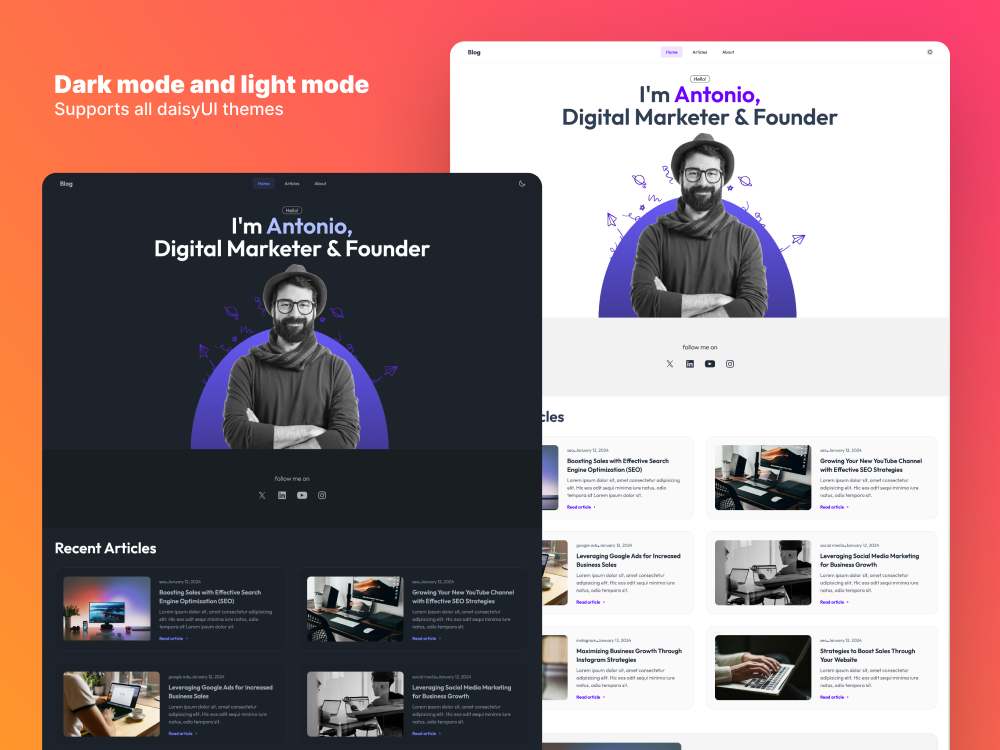 Dark mode and light mode
Supports all daisyUI themes
Blog
Home
Articles
About
Hello!
I'm Antonio,
Digital Marketer & Founder
follow me on
Recent Articles
seo January 12, 2024
Boosting Sales with Effective Search
Engine Optimization (SEO)
Lorem ipsum dolor sit, amet consectetur
adipisicing elit. Hic eos odit sequi minima iure
tempora sit Lorem ipsum dolor sit.
Read article
seo January 12, 2024
Growing Your New YouTube Channel
with Effective SEO Strategies
Lorem ipsum dolor sit, amet consectetur
adipisicing elit. Hic eos odit sequi minima
iure natus, odio tempora sit.
Read article
google ads January 12, 2024
Leveraging Google Ads for Increased
Business Sales
Lorem ipsum dolor sit, amet consectetur
adipisicing elit. Hic eos odit sequi minima iure
natus, odio tempora sit.
Read article
social media January 12, 2024
Leveraging Social Media Marketing
for Business Growth
Lorem ipsum dolor sit, amet consectetur
adipisicing elit. Hic eos odit sequi minima
iure natus, odio tempora sit.
Read article
Blog
Home
Articles
About
Hello!
I'm Antonio,
Digital Marketer & Founder
follow me on
cles
seo January 12, 2024
Boosting Sales with Effective Search
Engine Optimization (SEO)
Lorem ipsum dolor sit, amet consectetur adipisicing
elit. Hic eos odit sequi minima iure natus, odio
tempora sit Lorem ipsum dolor sit.
Read article
seo January 12, 2024
Growing Your New YouTube Channel
with Effective SEO Strategies
Lorem ipsum dolor sit, amet consectetur
adipisicing elit. Hic eos odit sequi minima
iure natus, odio tempora sit.
Read article
google ads January 12, 2024
Leveraging Google Ads for Increased
Business Sales
Lorem ipsum dolor sit, amet consectetur
adipisicing elit. Hic eos odit sequi minima iure
natus, odio tempora sit.
Read article
social media January 12, 2024
Leveraging Social Media Marketing
for Business Growth
Lorem ipsum dolor sit, amet consectetur
adipisicing elit. Hic eos odit sequi minima
iure natus, odio tempora sit.
Read article
instagram January 12, 2024
Maximizing Business Growth Through
Instagram Strategies
Lorem ipsum dolor sit, amet consectetur
adipisicing elit. Hic eos odit sequi minima iure
natus, odio tempora sit.
Read article
seo January 12, 2024
Strategies to Boost Sales Through
Your Website
Lorem ipsum dolor sit, amet consectetur
adipisicing elit. Hic eos odit sequi minima
iure natus, odio tempora sit.
Read article